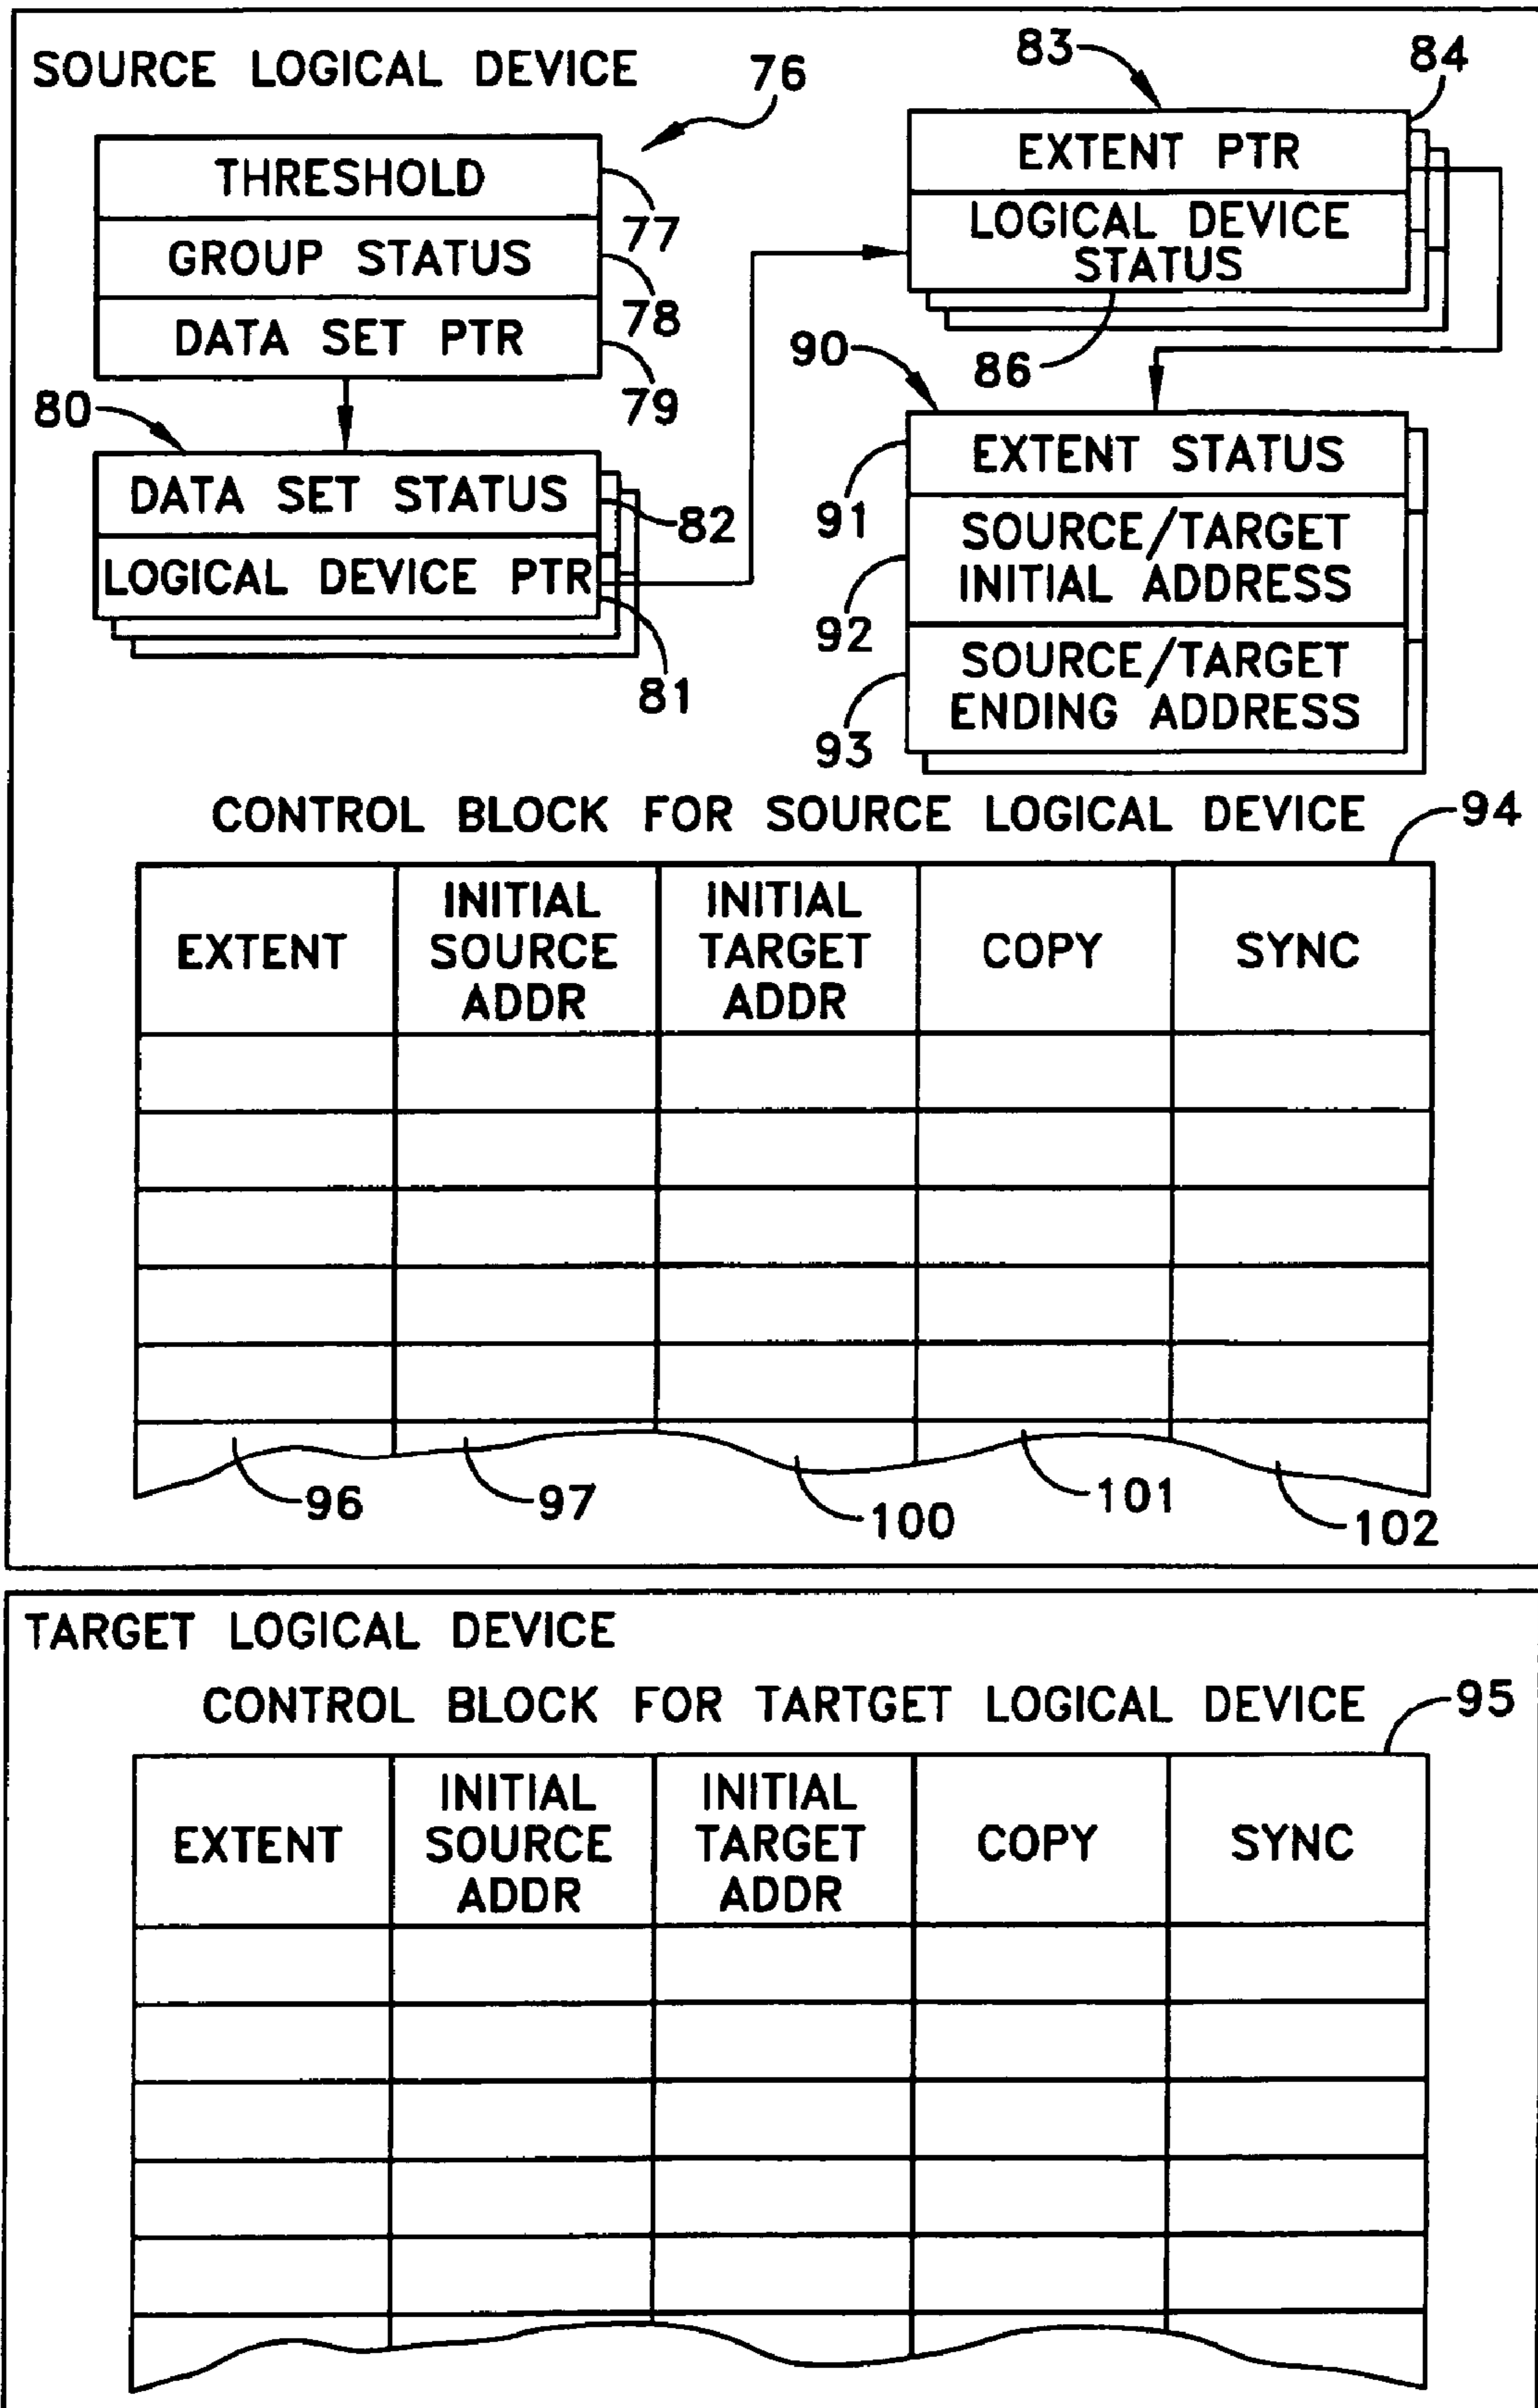 SOURCE LOGICAL DEVICE
76
THRESHOLD
77
GROUP STATUS
78
DATA SET PTR
79
80
DATA SET STATUS
82
LOGICAL DEVICE PTR
81
83
84
EXTENT PTR
LOGICAL DEVICE
STATUS
86
90
EXTENT STATUS
91
SOURCE/TARGET
INITIAL ADDRESS
92
SOURCE/TARGET
ENDING ADDRESS
93
CONTROL BLOCK FOR SOURCE LOGICAL DEVICE
94
EXTENT
INITIAL
SOURCE
ADDR
INITIAL
TARGET
ADDR
COPY
SYNC
96
97
100
101
102
TARGET LOGICAL DEVICE
CONTROL BLOCK FOR TARTGET LOGICAL DEVICE
95
EXTENT
INITIAL
SOURCE
ADDR
INITIAL
TARGET
ADDR
COPY
SYNC